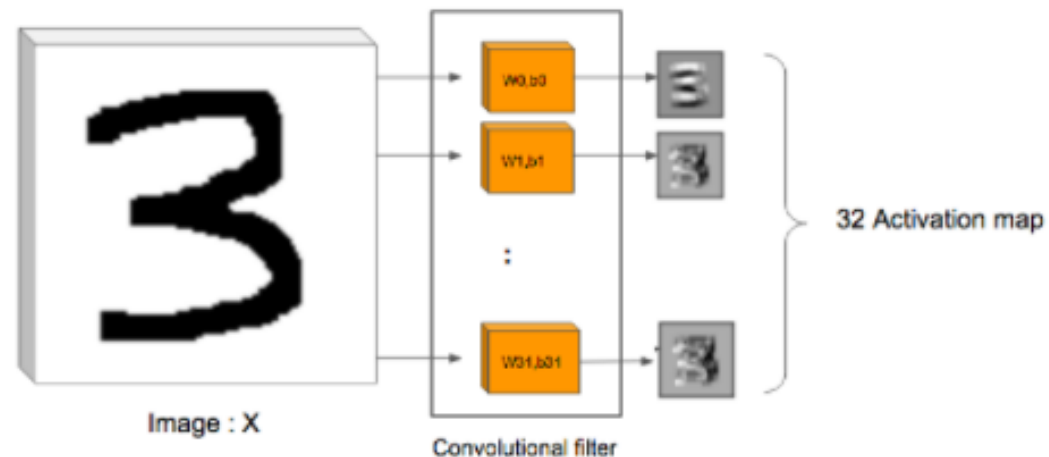 W0,b0
W1,b1
:
W31,b31
32 Activation map
Image : X
Convolutional filter